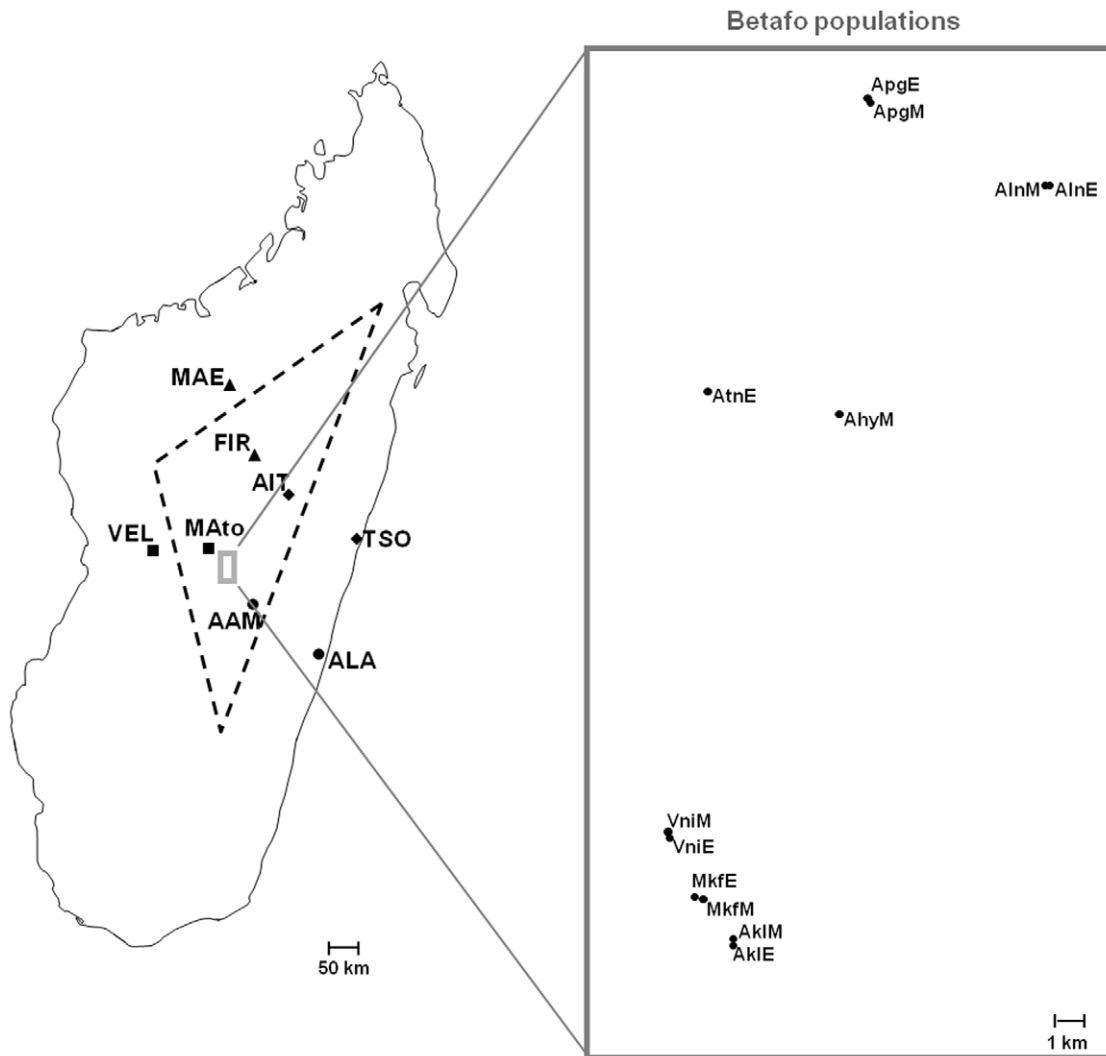 Betafo populations
ApgE
ApgM
AlnM
AlnE
AtnE
AhyM
VniM
VniE
MkfE
MkfM
AklM
AklE
1 km
MAE
FIR
AIT
VEL
MAto
TSO
AAM
ALA
50 km